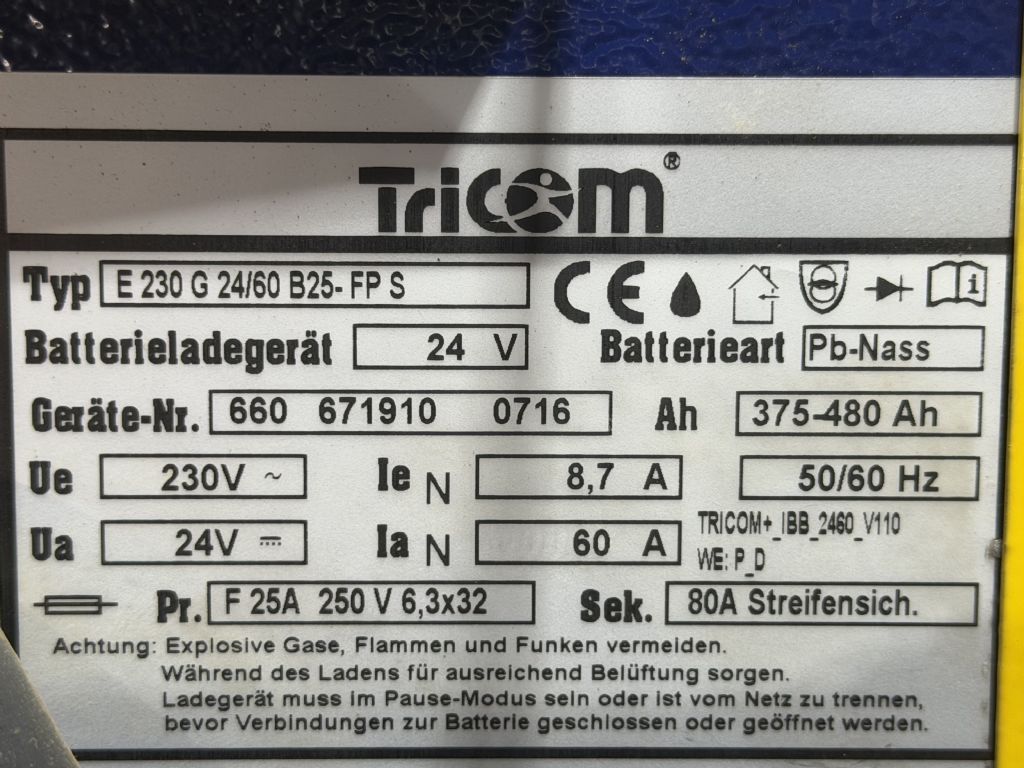 Tricom®
Typ E 230 G 24/60 B25- FP S CE
Batterieladegerät 24 V Batterieart Pb-Nass
Geräte-Nr. 660 671910 0716 Ah 375-480 Ah
Ue 230V ~ Ie N 8,7 A 50/60 Hz
Ua 24V ⎓ Ia N 60 A TRICOM+_IBB_2460_V110
WE: P_D
Pr. F 25A 250 V 6,3x32 Sek. 80A Streifensich.
Achtung: Explosive Gase, Flammen und Funken vermeiden.
Während des Ladens für ausreichend Belüftung sorgen.
Ladegerät muss im Pause-Modus sein oder ist vom Netz zu trennen,
bevor Verbindungen zur Batterie geschlossen oder geöffnet werden.